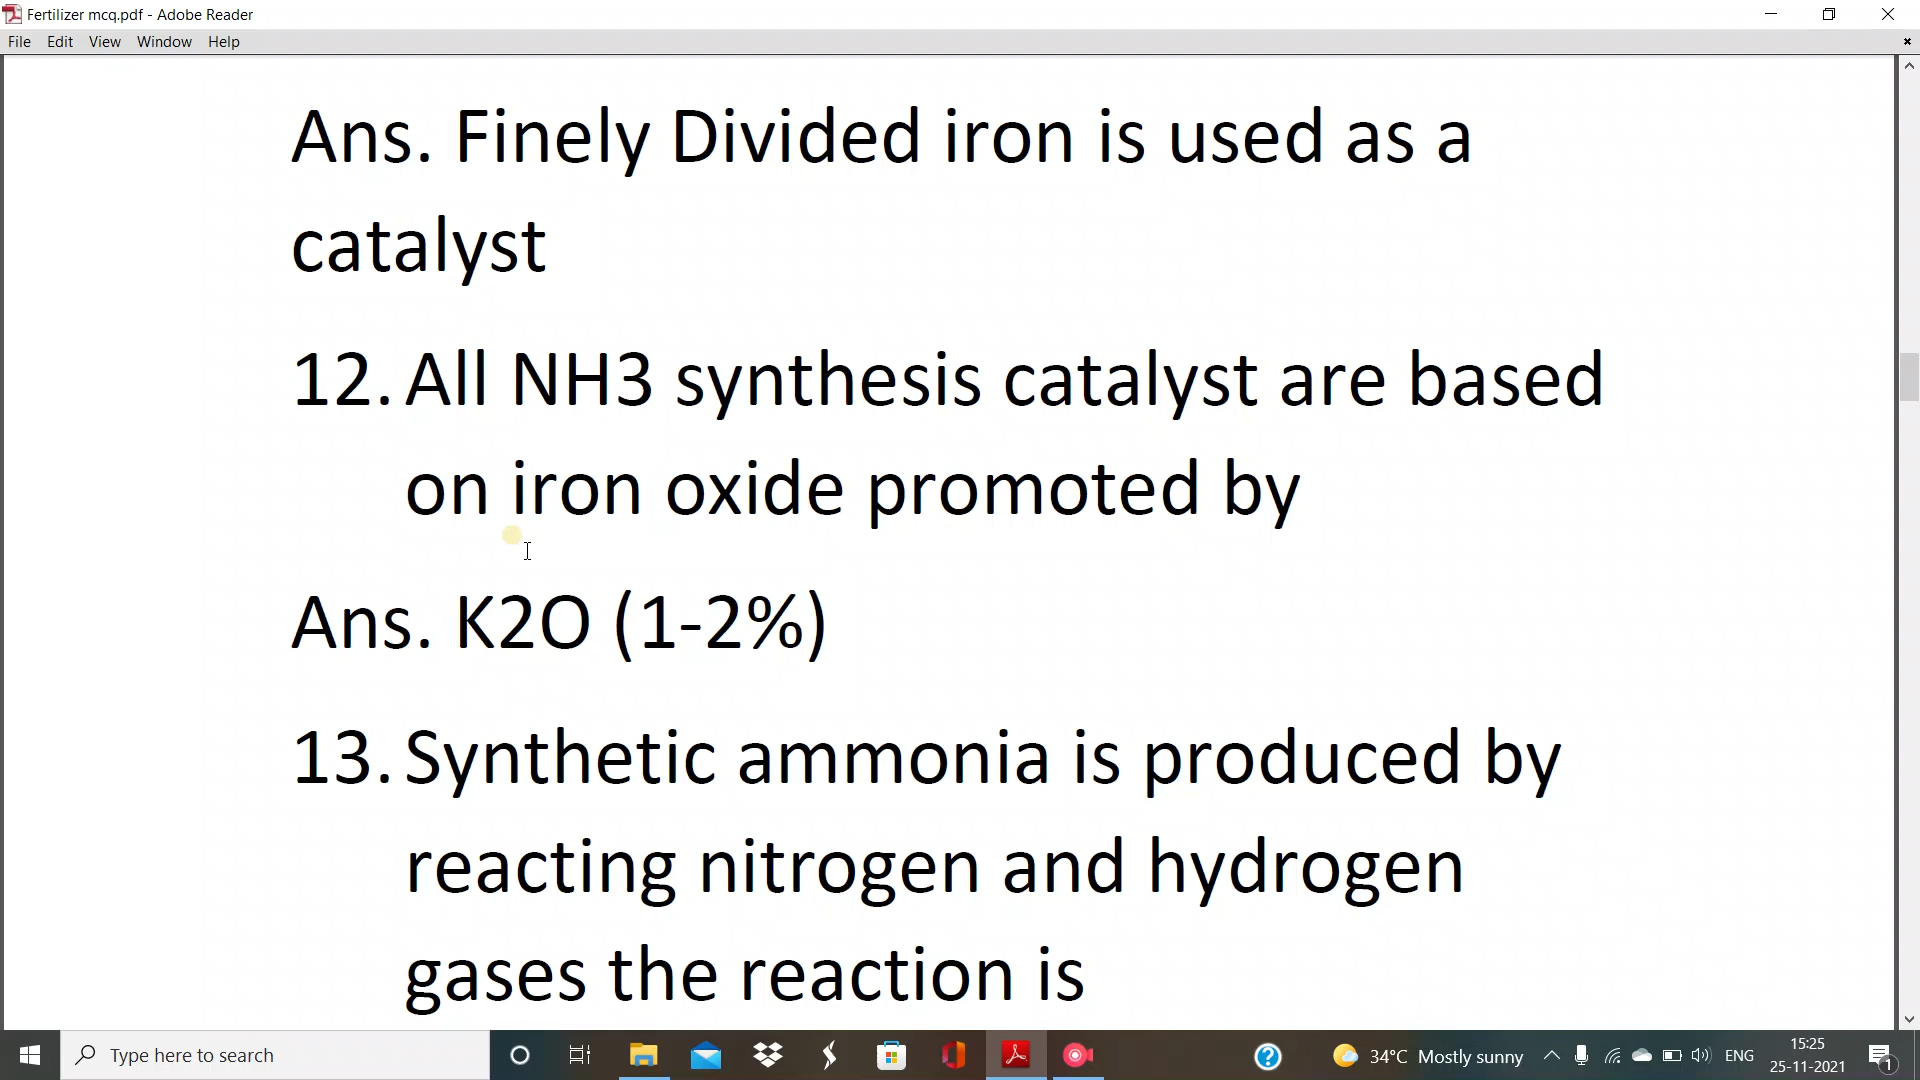 Fertilizer mcq.pdf - Adobe Reader
File Edit View Window Help
Ans. Finely Divided iron is used as a
catalyst
12. All NH3 synthesis catalyst are based
on iron oxide promoted by
Ans. K2O (1-2%)
13. Synthetic ammonia is produced by
reacting nitrogen and hydrogen
gases the reaction is
Type here to search
34°C Mostly sunny
ENG
15:25
25-11-2021
1